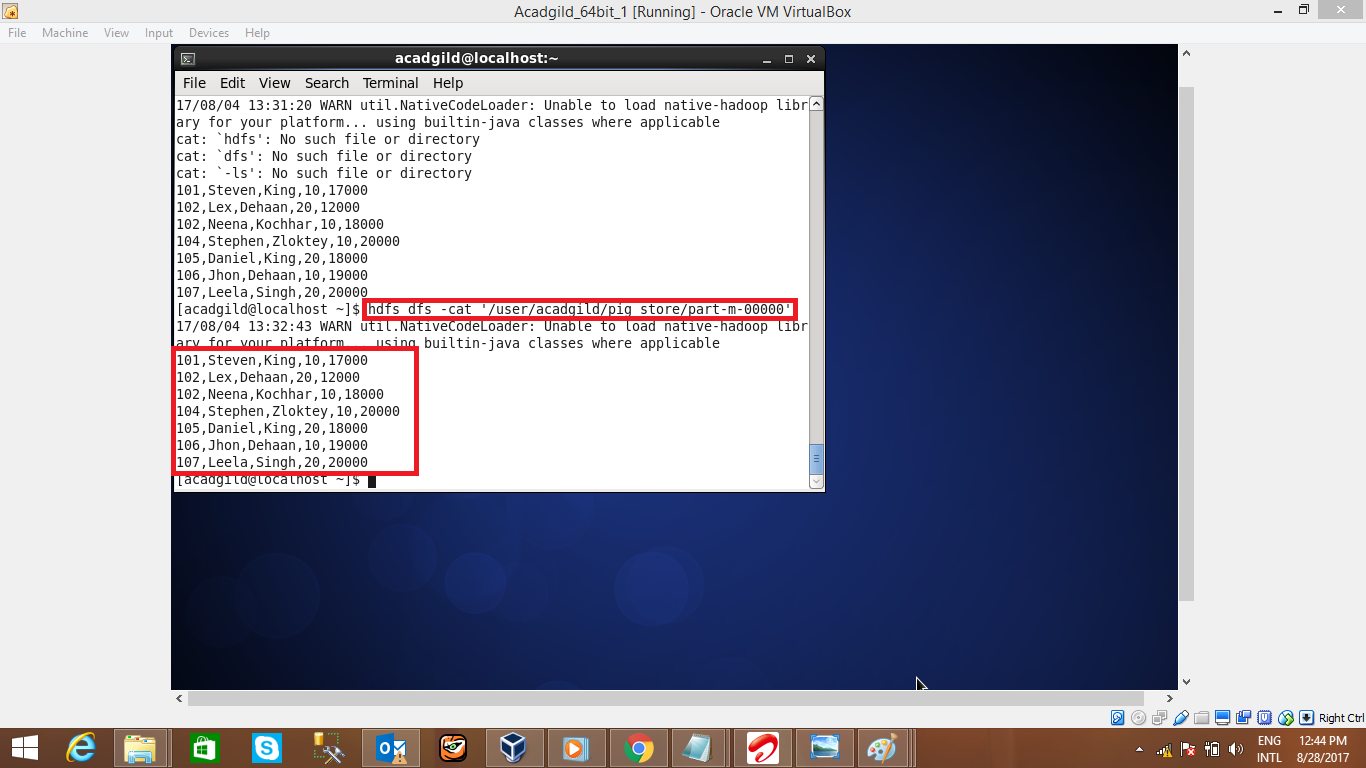 Acadgild_64bit_1 [Running] - Oracle VM VirtualBox
File Machine View Input Devices Help
acadgild@localhost:~
File Edit View Search Terminal Help
17/08/04 13:31:20 WARN util.NativeCodeLoader: Unable to load native-hadoop libr
ary for your platform... using builtin-java classes where applicable
cat: `hdfs': No such file or directory
cat: `dfs': No such file or directory
cat: `-ls': No such file or directory
101,Steven,King,10,17000
102,Lex,Dehaan,20,12000
102,Neena,Kochhar,10,18000
104,Stephen,Zloktey,10,20000
105,Daniel,King,20,18000
106,Jhon,Dehaan,10,19000
107,Leela,Singh,20,20000
[acadgild@localhost ~]$ hdfs dfs -cat '/user/acadgild/pig_store/part-m-00000'
17/08/04 13:32:43 WARN util.NativeCodeLoader: Unable to load native-hadoop libr
ary for your platform... using builtin-java classes where applicable
101,Steven,King,10,17000
102,Lex,Dehaan,20,12000
102,Neena,Kochhar,10,18000
104,Stephen,Zloktey,10,20000
105,Daniel,King,20,18000
106,Jhon,Dehaan,10,19000
107,Leela,Singh,20,20000
[acadgild@localhost ~]$
Right Ctrl
ENG 12:44 PM
INTL 8/28/2017